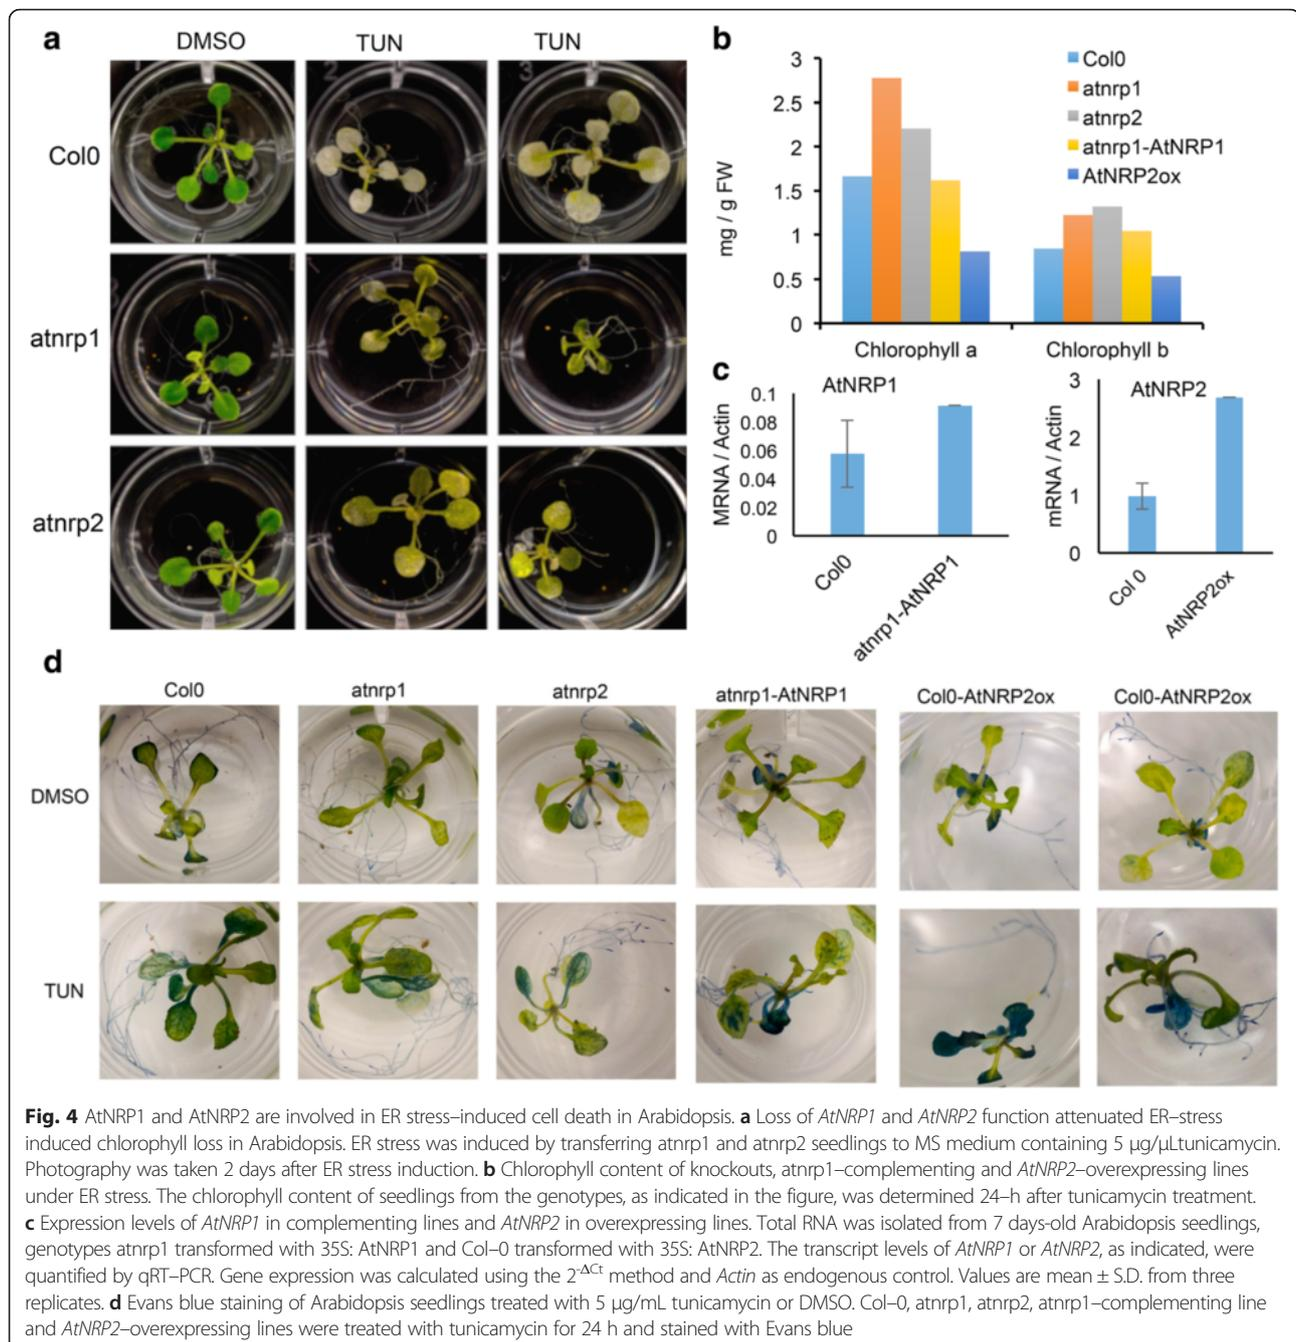 a
DMSO TUN TUN
Col0
atnrp1
atnrp2
1 2 3
3
b
3
2.5
2
1.5
1
0.5
0
mg / g FW
Col0
atnrp1
atnrp2
atnrp1-AtNRP1
AtNRP2ox
Chlorophyll a Chlorophyll b
c
AtNRP1
0.1
0.08
0.06
0.04
0.02
0
MRNA / Actin
Col0
atnrp1-AtNRP1
AtNRP2
3
2
1
0
mRNA / Actin
Col 0
AtNRP2ox
d
Col0 atnrp1 atnrp2 atnrp1-AtNRP1 Col0-AtNRP2ox Col0-AtNRP2ox
DMSO
TUN
Fig. 4 AtNRP1 and AtNRP2 are involved in ER stress–induced cell death in Arabidopsis. a Loss of AtNRP1 and AtNRP2 function attenuated ER–stress
induced chlorophyll loss in Arabidopsis. ER stress was induced by transferring atnrp1 and atnrp2 seedlings to MS medium containing 5 μg/μLtunicamycin.
Photography was taken 2 days after ER stress induction. b Chlorophyll content of knockouts, atnrp1–complementing and AtNRP2–overexpressing lines
under ER stress. The chlorophyll content of seedlings from the genotypes, as indicated in the figure, was determined 24–h after tunicamycin treatment.
c Expression levels of AtNRP1 in complementing lines and AtNRP2 in overexpressing lines. Total RNA was isolated from 7 days-old Arabidopsis seedlings,
genotypes atnrp1 transformed with 35S: AtNRP1 and Col–0 transformed with 35S: AtNRP2. The transcript levels of AtNRP1 or AtNRP2, as indicated, were
quantified by qRT–PCR. Gene expression was calculated using the 2-ΔCt method and Actin as endogenous control. Values are mean ± S.D. from three
replicates. d Evans blue staining of Arabidopsis seedlings treated with 5 μg/mL tunicamycin or DMSO. Col–0, atnrp1, atnrp2, atnrp1–complementing line
and AtNRP2–overexpressing lines were treated with tunicamycin for 24 h and stained with Evans blue